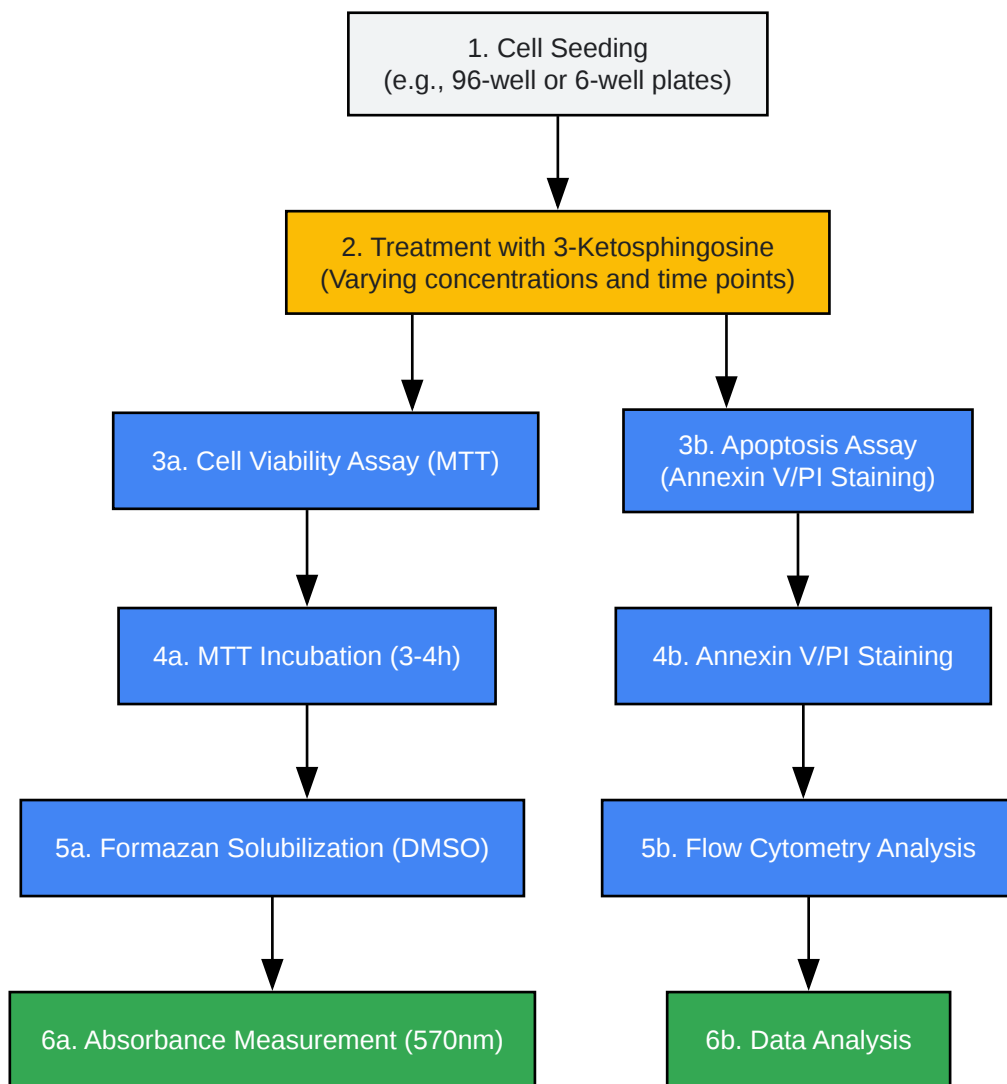 1. Cell Seeding
(e.g., 96-well or 6-well plates)
2. Treatment with 3-Ketosphingosine
(Varying concentrations and time points)
3a. Cell Viability Assay (MTT)
3b. Apoptosis Assay
(Annexin V/PI Staining)
4a. MTT Incubation (3-4h)
4b. Annexin V/PI Staining
5a. Formazan Solubilization (DMSO)
5b. Flow Cytometry Analysis
6a. Absorbance Measurement (570nm)
6b. Data Analysis